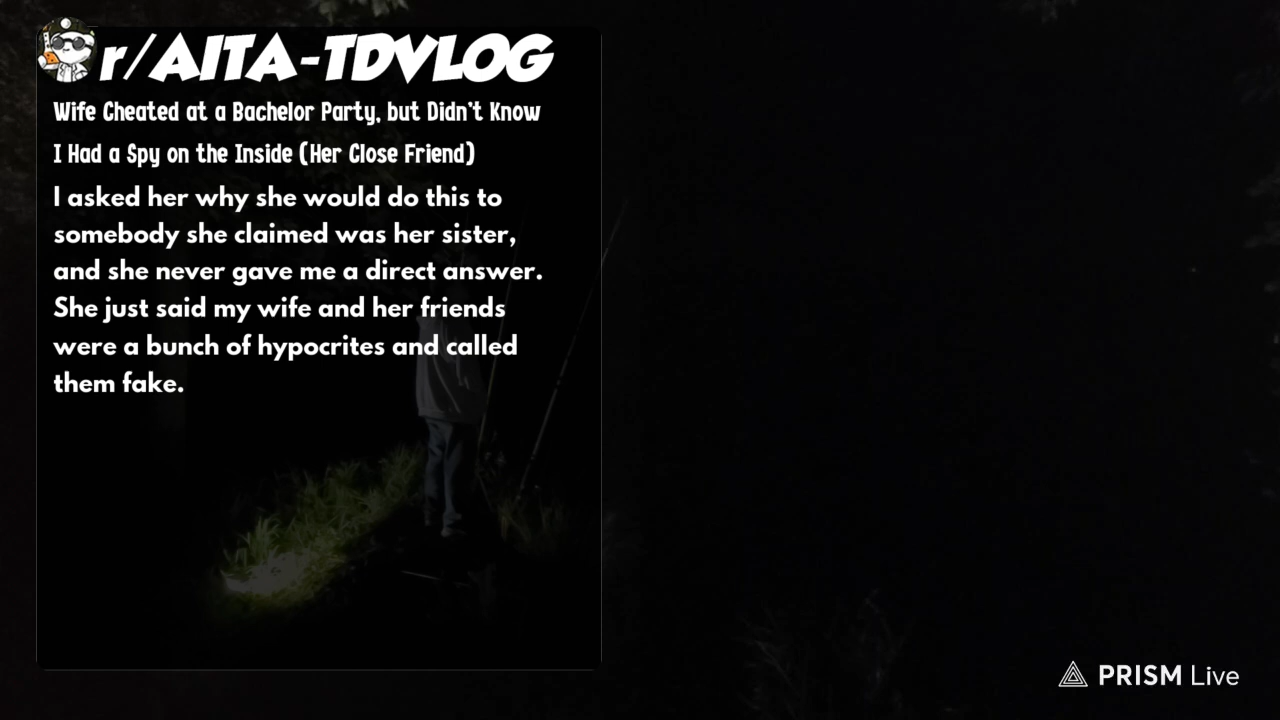 r/AITA-TDVLOG
Wife Cheated at a Bachelor Party, but Didn't Know
I Had a Spy on the Inside (Her Close Friend)
I asked her why she would do this to
somebody she claimed was her sister,
and she never gave me a direct answer.
She just said my wife and her friends
were a bunch of hypocrites and called
them fake.
PRISM Live